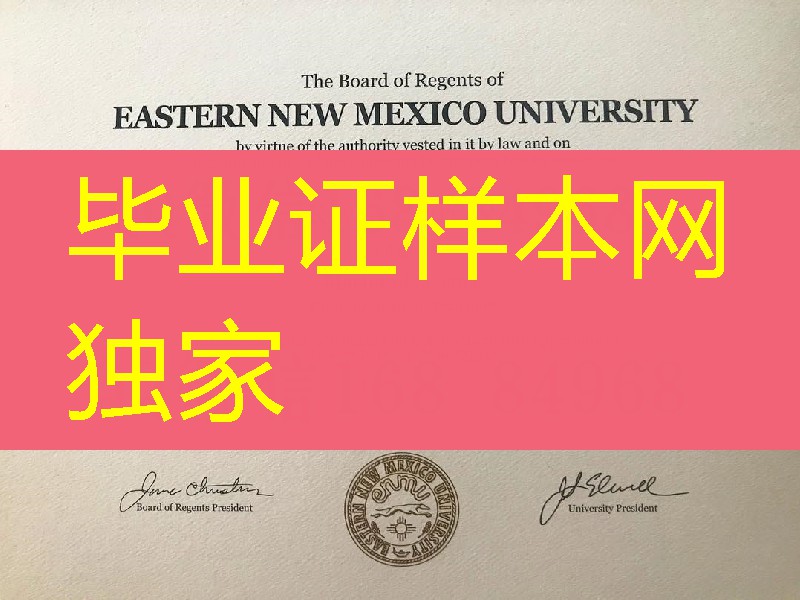 The Board of Regents of
EASTERN NEW MEXICO UNIVERSITY
by virtue of the authority vested in it by law and on
毕业证样本网
独家
Board of Regents President
University President
EASTERN NEW MEXICO UNIVERSITY
enmu